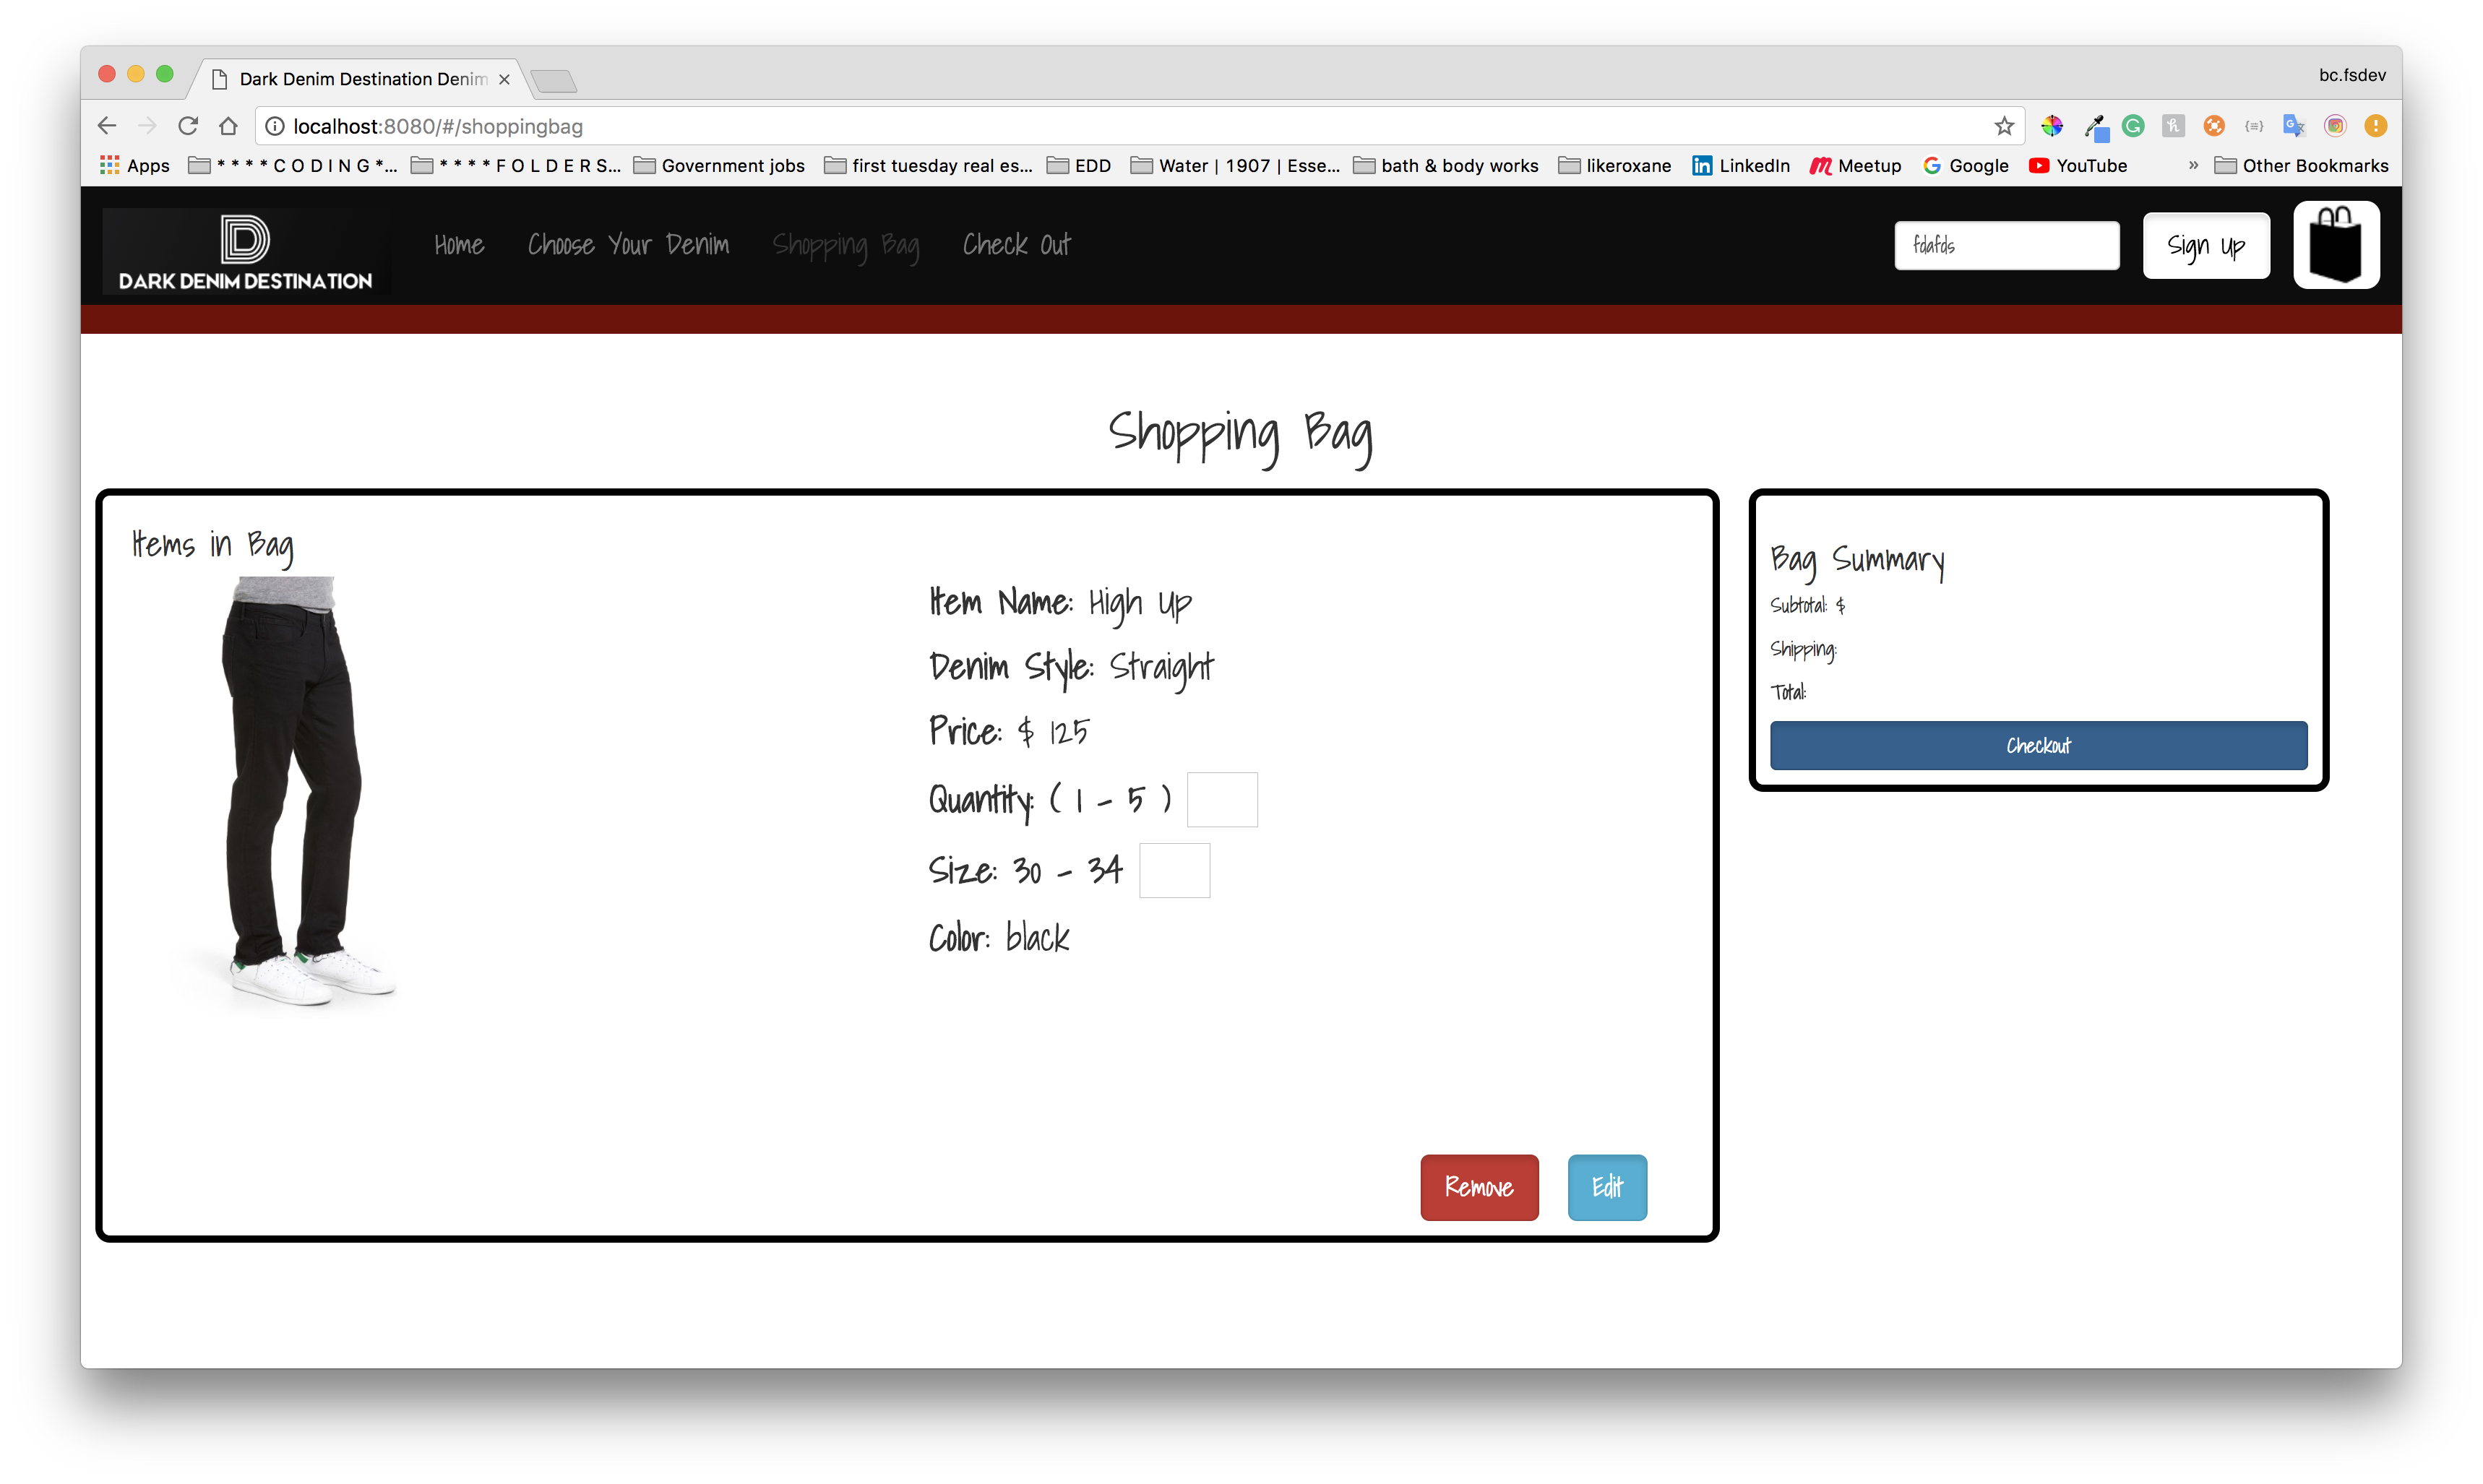 Dark Denim Destination Denim
bc.fsdev
localhost:8080/#/shoppingbag
Apps
* * * * C O D I N G *...
* * * * F O L D E R S...
Government jobs
first tuesday real es...
EDD
Water | 1907 | Esse...
bath & body works
likeroxane
LinkedIn
Meetup
Google
YouTube
»
Other Bookmarks
DARK DENIM DESTINATION
Home
Choose Your Denim
Shopping Bag
Check Out
fdafds
Sign Up
Shopping Bag
Items in Bag
Item Name: High Up
Denim Style: Straight
Price: $ 125
Quantity: ( 1 - 5 )
Size: 30 - 34
Color: black
Remove
Edit
Bag Summary
Subtotal: $
Shipping:
Total:
Checkout